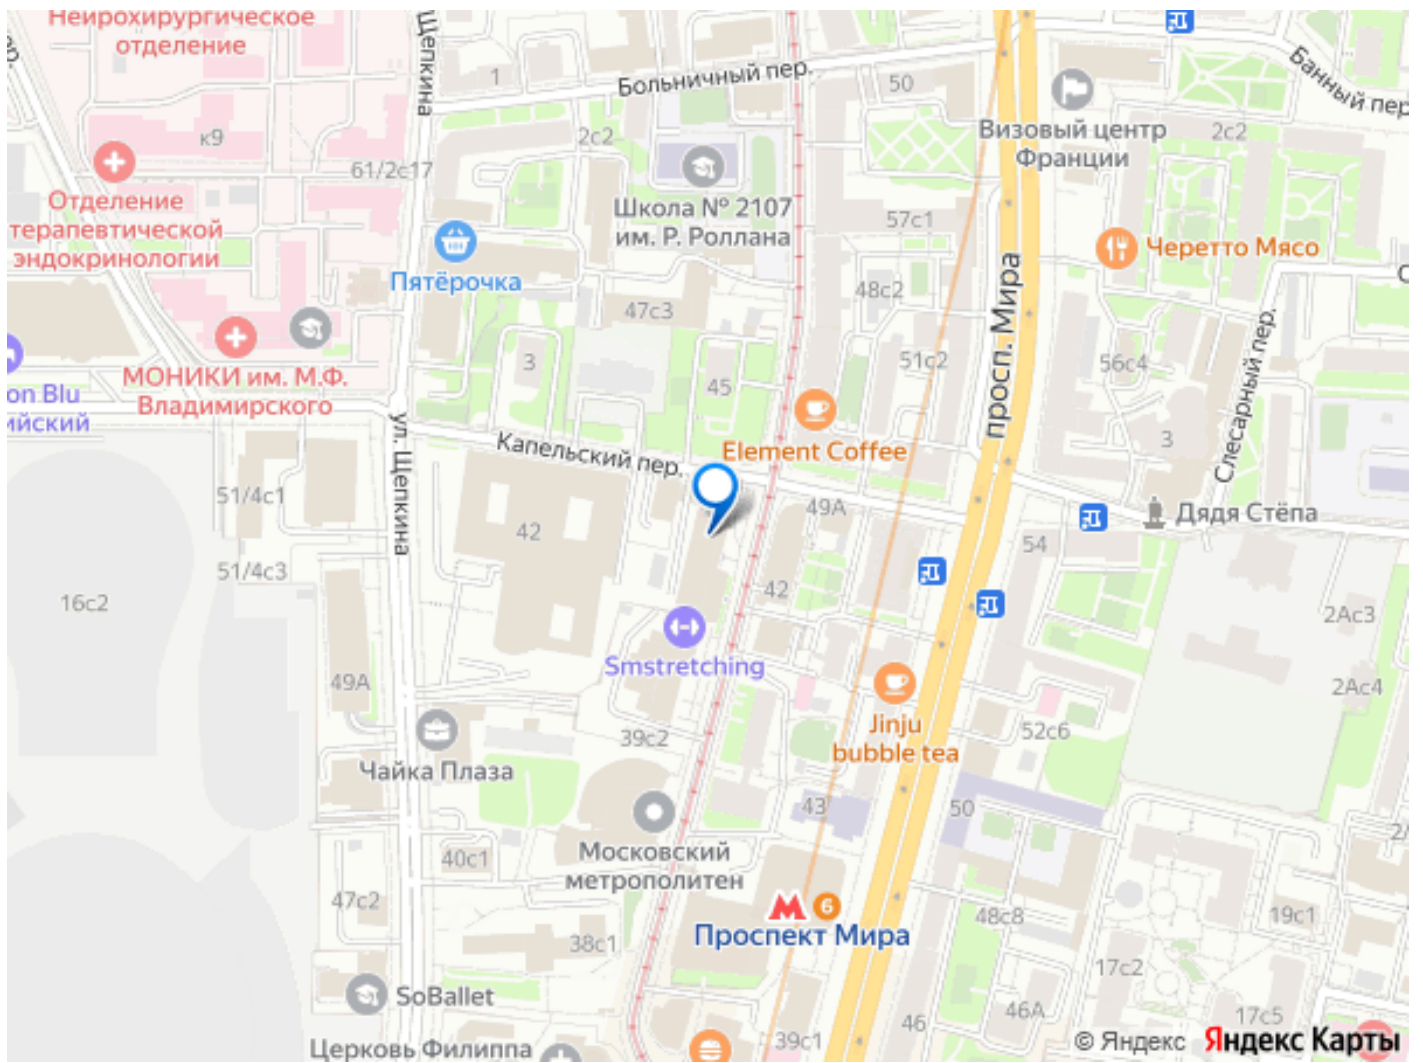 Нейрохирургическое
отделение
Щепкина
1
Больничный пер.
50
Банный пер.
к9
2с2
Визовый центр
Франции
2с2
61/2с17
Отделение
терапевтической
эндокринологии
Школа № 2107
им. Р. Роллана
57с1
просп. Мира
Черетто Мясо
Пятёрочка
47с3
48с2
Слесарный пер.
3
45
51с2
56с4
МОНИКИ им. М.Ф.
Владимирского
on Blu
ийский
ул. Щепкина
Капельский пер.
Element Coffee
3
51/4с1
42
49А
Дядя Стёпа
54
51/4с3
16с2
42
2Ас3
Smstretching
49А
2Ас4
39с2
Jinju
bubble tea
52с6
Чайка Плаза
43
50
40с1
Московский
метрополитен
47с2
6
Проспект Мира
48с8
19с1
38с1
17с2
SoBallet
46А
17с5
39с1
46
Церковь Филиппа
© Яндекс
Яндекс Карты